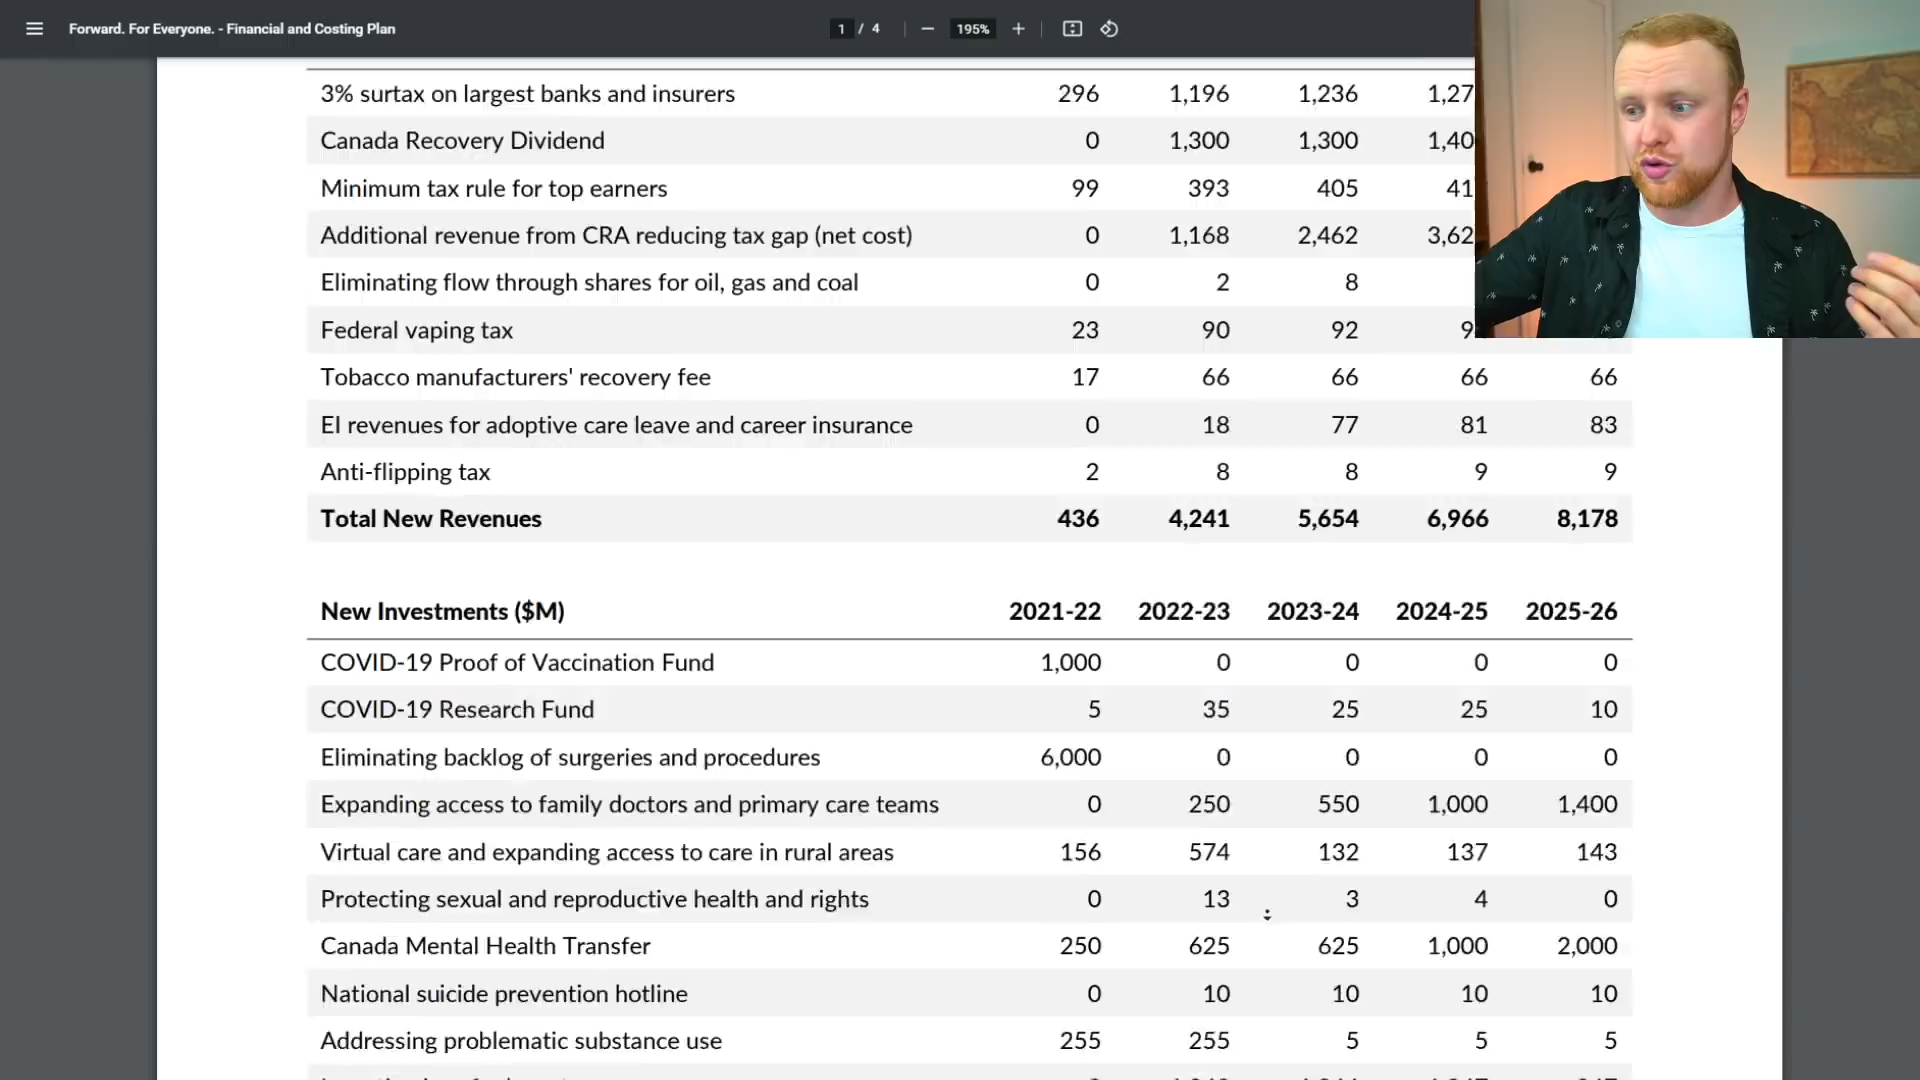 Forward. For Everyone. - Financial and Costing Plan 1 / 4 195%
3% surtax on largest banks and insurers 296 1,196 1,236 1,27
Canada Recovery Dividend 0 1,300 1,300 1,40
Minimum tax rule for top earners 99 393 405 41
Additional revenue from CRA reducing tax gap (net cost) 0 1,168 2,462 3,62
Eliminating flow through shares for oil, gas and coal 0 2 8
Federal vaping tax 23 90 92 9
Tobacco manufacturers' recovery fee 17 66 66 66 66
EI revenues for adoptive care leave and career insurance 0 18 77 81 83
Anti-flipping tax 2 8 8 9 9
Total New Revenues 436 4,241 5,654 6,966 8,178
New Investments ($M) 2021-22 2022-23 2023-24 2024-25 2025-26
COVID-19 Proof of Vaccination Fund 1,000 0 0 0 0
COVID-19 Research Fund 5 35 25 25 10
Eliminating backlog of surgeries and procedures 6,000 0 0 0 0
Expanding access to family doctors and primary care teams 0 250 550 1,000 1,400
Virtual care and expanding access to care in rural areas 156 574 132 137 143
Protecting sexual and reproductive health and rights 0 13 3 4 0
Canada Mental Health Transfer 250 625 625 1,000 2,000
National suicide prevention hotline 0 10 10 10 10
Addressing problematic substance use 255 255 5 5 5